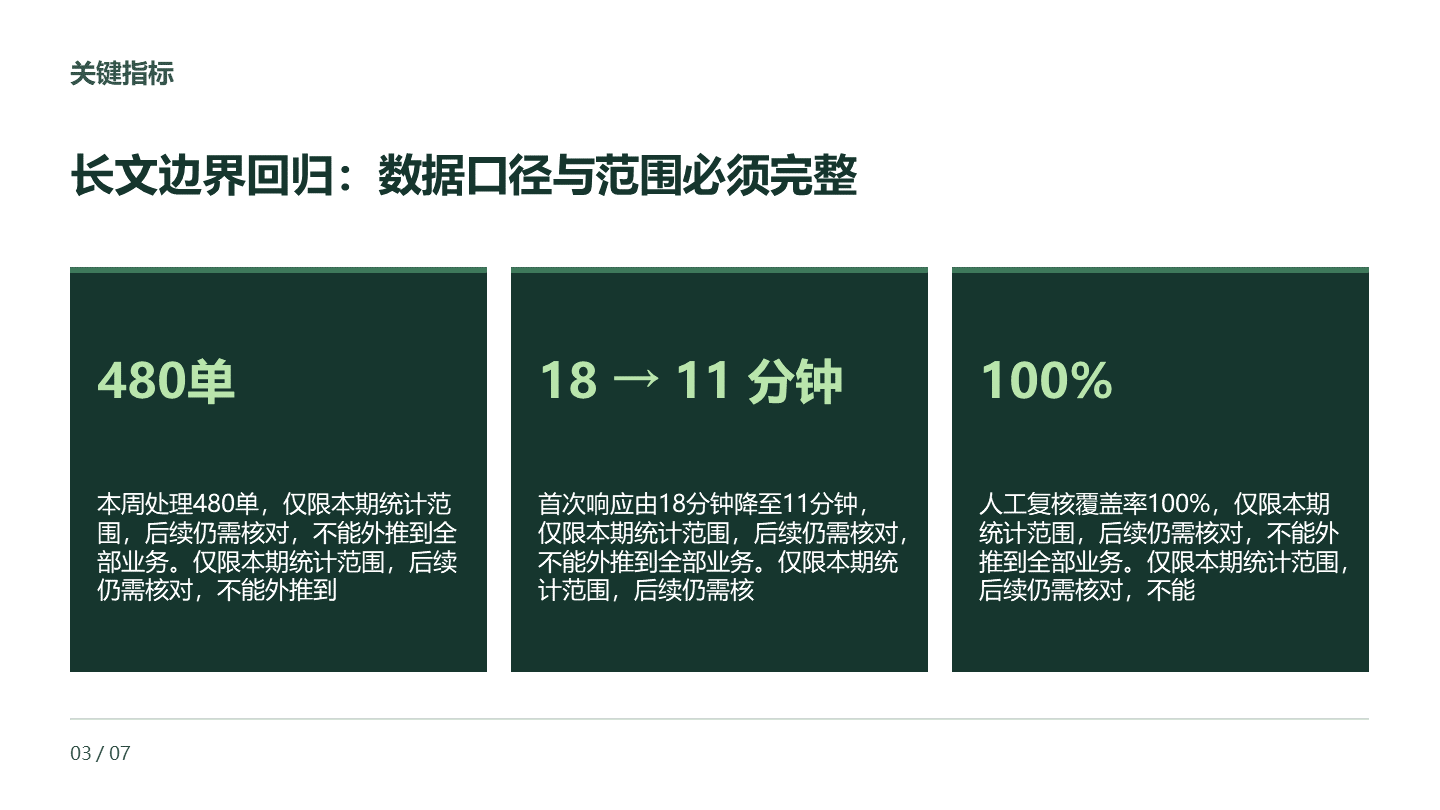 关键指标
长文边界回归：数据口径与范围必须完整
480单
本周处理480单，仅限本期统计范
围，后续仍需核对，不能外推到全
部业务。仅限本期统计范围，后续
仍需核对，不能外推到
18 → 11 分钟
首次响应由18分钟降至11分钟，
仅限本期统计范围，后续仍需核对，
不能外推到全部业务。仅限本期统
计范围，后续仍需核
100%
人工复核覆盖率100%，仅限本期
统计范围，后续仍需核对，不能外
推到全部业务。仅限本期统计范围，
后续仍需核对，不能
03 / 07